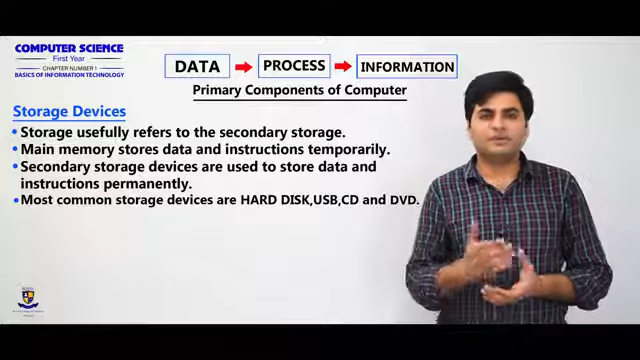 COMPUTER SCIENCE
First Year
CHAPTER NUMBER 1
BASICS OF INFORMATION TECHNOLOGY
DATA PROCESS INFORMATION
Primary Components of Computer
Storage Devices
Storage usefully refers to the secondary storage.
Main memory stores data and instructions temporarily.
Secondary storage devices are used to store data and
instructions permanently.
Most common storage devices are HARD DISK,USB,CD and DVD.